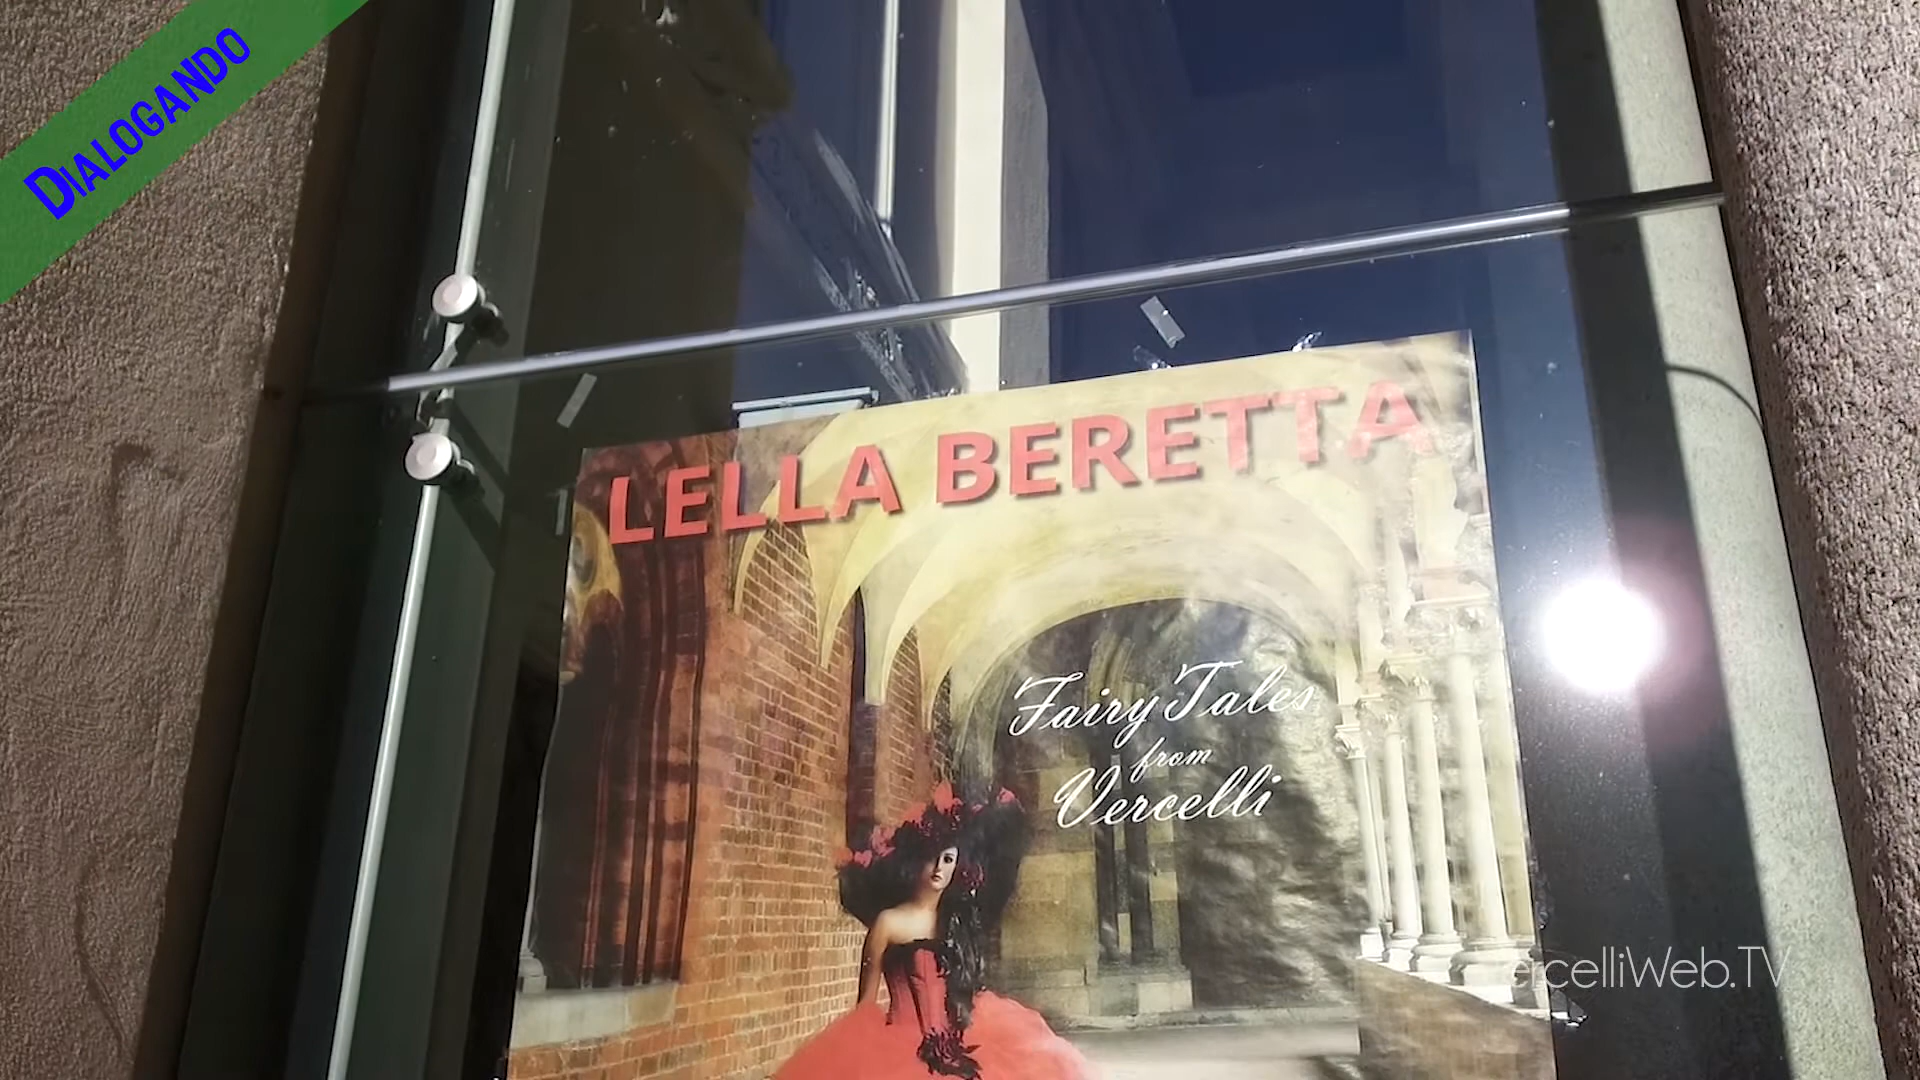 DIALOGANDO
LELLA BERETTA
Fairy Tales
from
Vercelli
ercelliWeb.TV